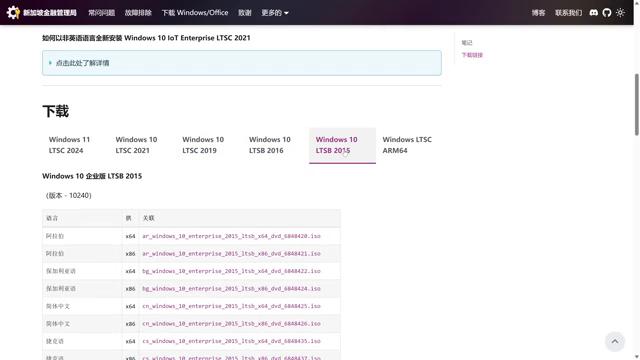 新加坡金融管理局 常问问题 故障排除 下载 Windows/Office 致谢 更多的 博客 联系我们
如何以非英语语言全新安装 Windows 10 IoT Enterprise LTSC 2021
笔记
下载链接
点击此处了解详情
下载
Windows 11 LTSC 2024
Windows 10 LTSC 2021
Windows 10 LTSC 2019
Windows 10 LTSB 2016
Windows 10 LTSB 2015
Windows LTSC ARM64
Windows 10 企业版 LTSB 2015
（版本 - 10240）
语言 拱 关联
阿拉伯 x64 ar_windows_10_enterprise_2015_ltsb_x64_dvd_6848420.iso
阿拉伯 x86 ar_windows_10_enterprise_2015_ltsb_x86_dvd_6848421.iso
保加利亚语 x64 bg_windows_10_enterprise_2015_ltsb_x64_dvd_6848422.iso
保加利亚语 x86 bg_windows_10_enterprise_2015_ltsb_x86_dvd_6848424.iso
简体中文 x64 cn_windows_10_enterprise_2015_ltsb_x64_dvd_6848425.iso
简体中文 x86 cn_windows_10_enterprise_2015_ltsb_x86_dvd_6848426.iso
捷克语 x64 cs_windows_10_enterprise_2015_ltsb_x64_dvd_6848435.iso
捷克语 x86 cs_windows_10_enterprise_2015_ltsb_x86_dvd_6848437.iso